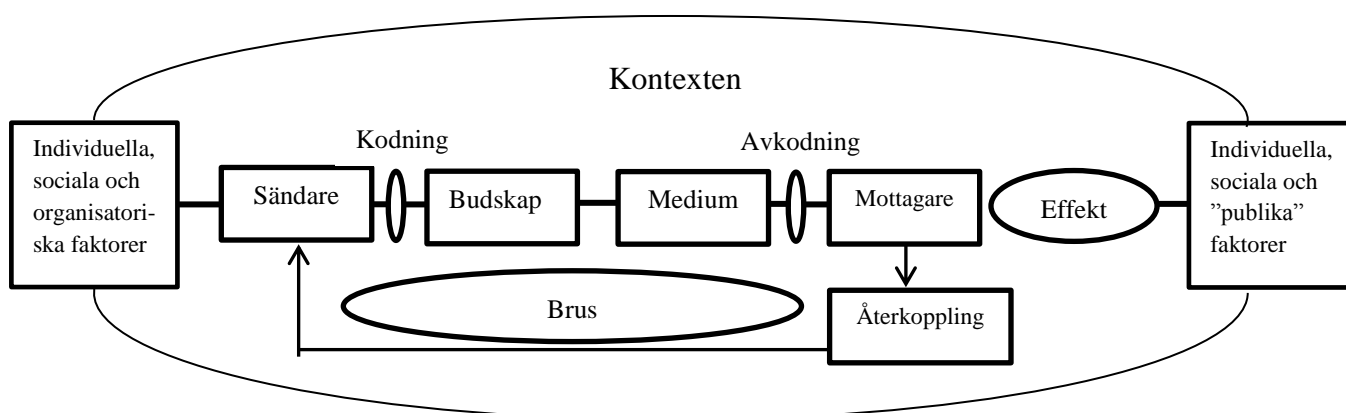 Kontexten
Individuella,
sociala och
organisatori-
ska faktorer
Sändare
Kodning
Budskap
Medium
Avkodning
Mottagare
Effekt
Individuella,
sociala och
”publika”
faktorer
Brus
Återkoppling